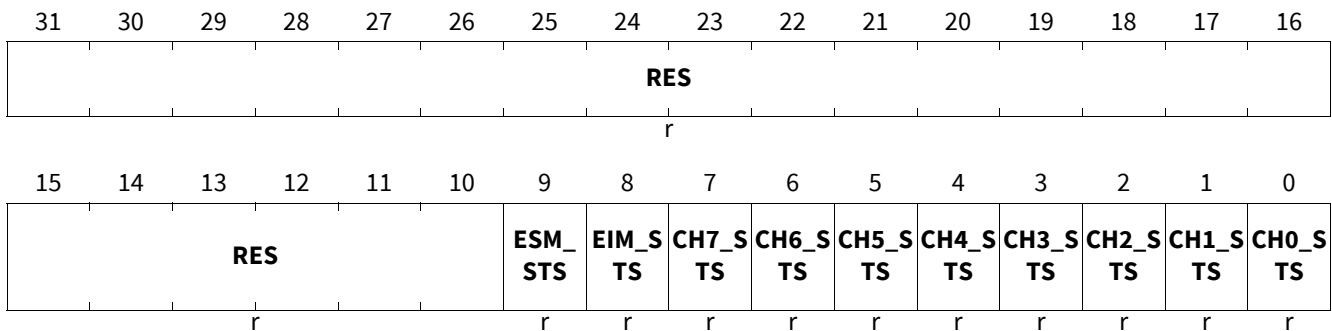 31 30 29 28 27 26 25 24 23 22 21 20 19 18 17 16
RES
r
15 14 13 12 11 10 9 8 7 6 5 4 3 2 1 0
RES ESM_ EIM_S CH7_S CH6_S CH5_S CH4_S CH3_S CH2_S CH1_S CH0_S
STS TS TS TS TS TS TS TS TS TS
r r r r r r r r r r r